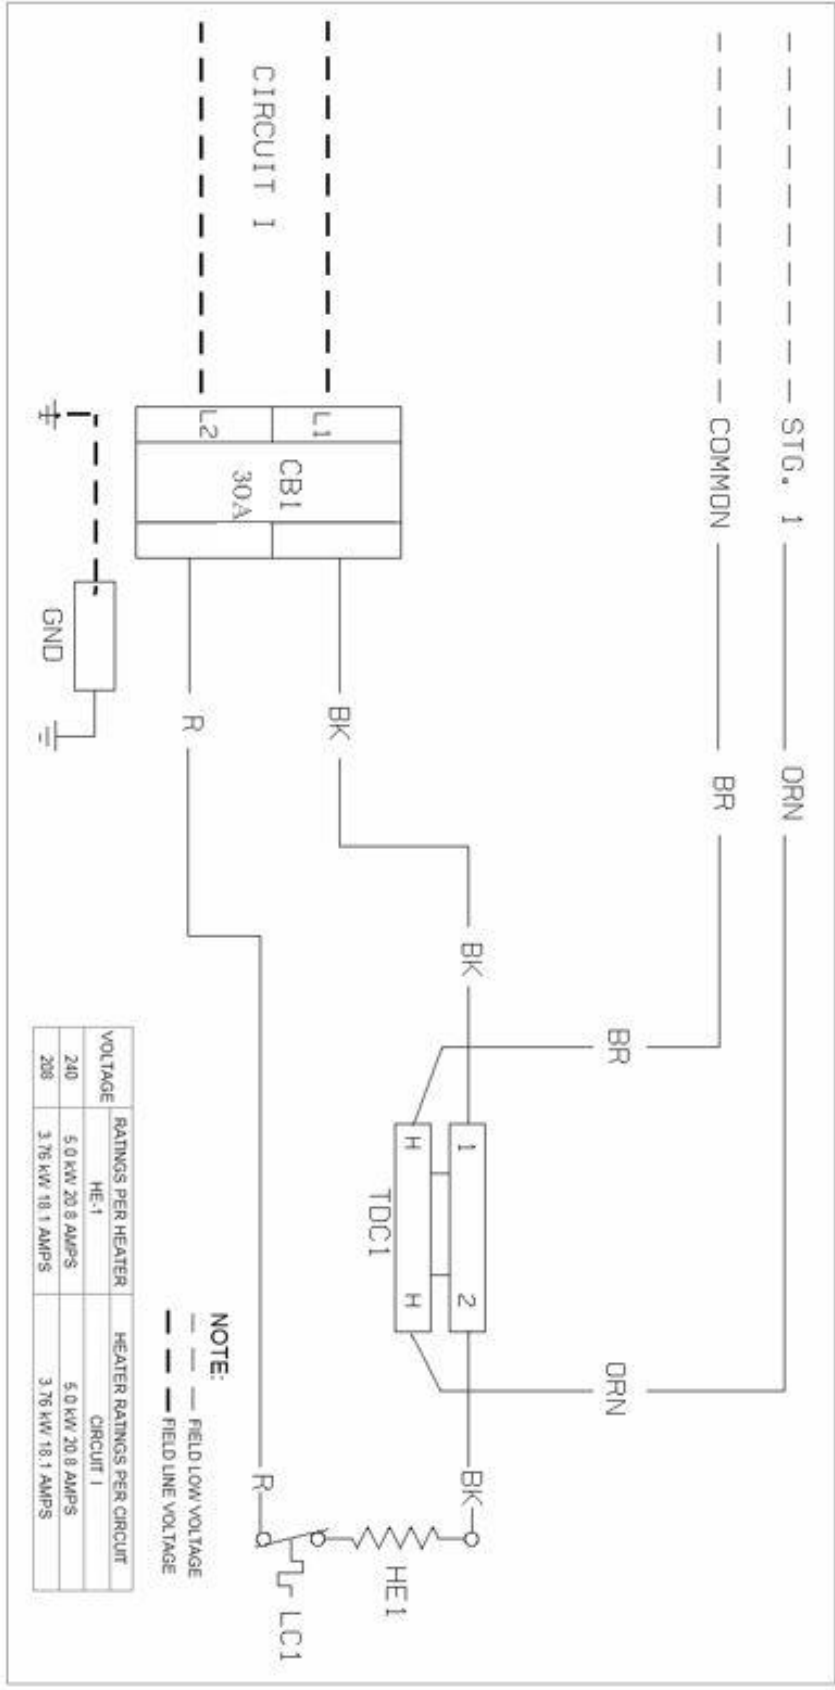 STG. 1
ORN
ORN
COMMON
BR
BR
CIRCUIT 1
L1
L2
CB1
30A
BK
BK
BK
R
R
1
2
H
H
TDC1
HE1
LC1
GND
NOTE:
FIELD LOW VOLTAGE
FIELD LINE VOLTAGE
VOLTAGE RATINGS PER HEATER HEATER RATINGS PER CIRCUIT
HE-1 CIRCUIT 1
240 5.0 kW 20.8 AMPS 5.0 kW 20.8 AMPS
208 3.76 kW 18.1 AMPS 3.76 kW 18.1 AMPS